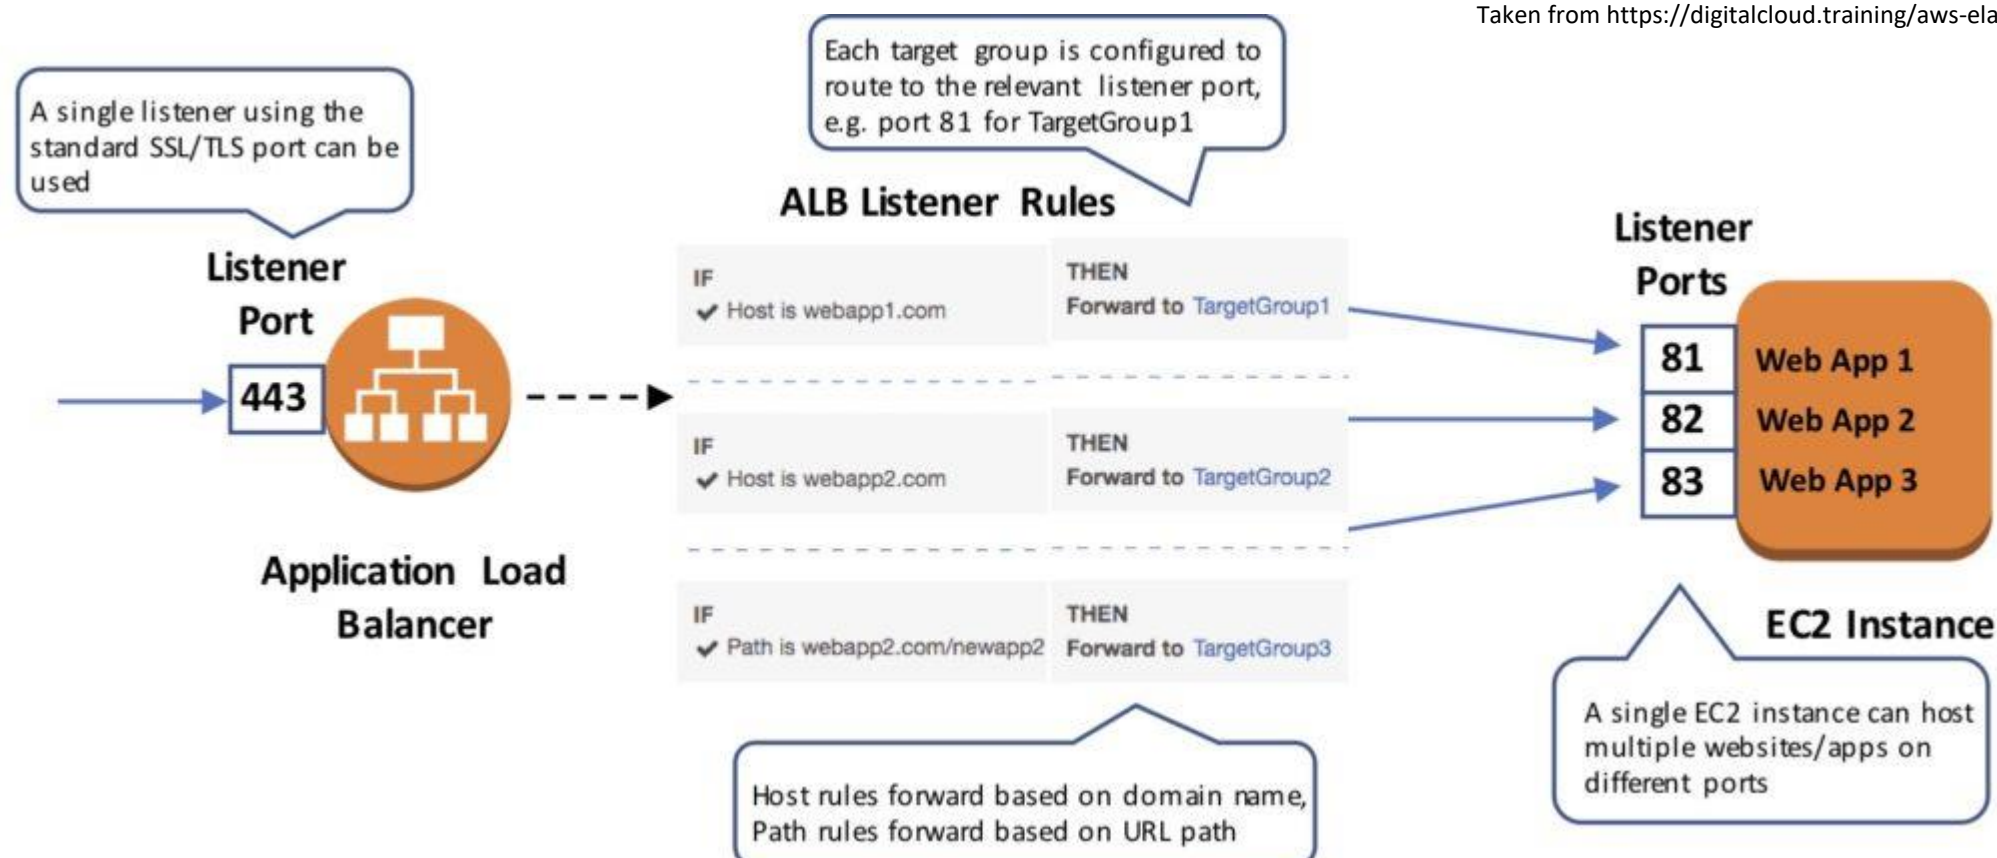 Taken from https://digitalcloud.training/aws-ela
Each target group is configured to
route to the relevant listener port,
e.g. port 81 for TargetGroup1
A single listener using the
standard SSL/TLS port can be
used
ALB Listener Rules
Listener
Port
443
Application Load
Balancer
IF
✔ Host is webapp1.com
THEN
Forward to TargetGroup1
IF
✔ Host is webapp2.com
THEN
Forward to TargetGroup2
IF
✔ Path is webapp2.com/newapp2
THEN
Forward to TargetGroup3
Host rules forward based on domain name,
Path rules forward based on URL path
Listener
Ports
81 Web App 1
82 Web App 2
83 Web App 3
EC2 Instance
A single EC2 instance can host
multiple websites/apps on
different ports